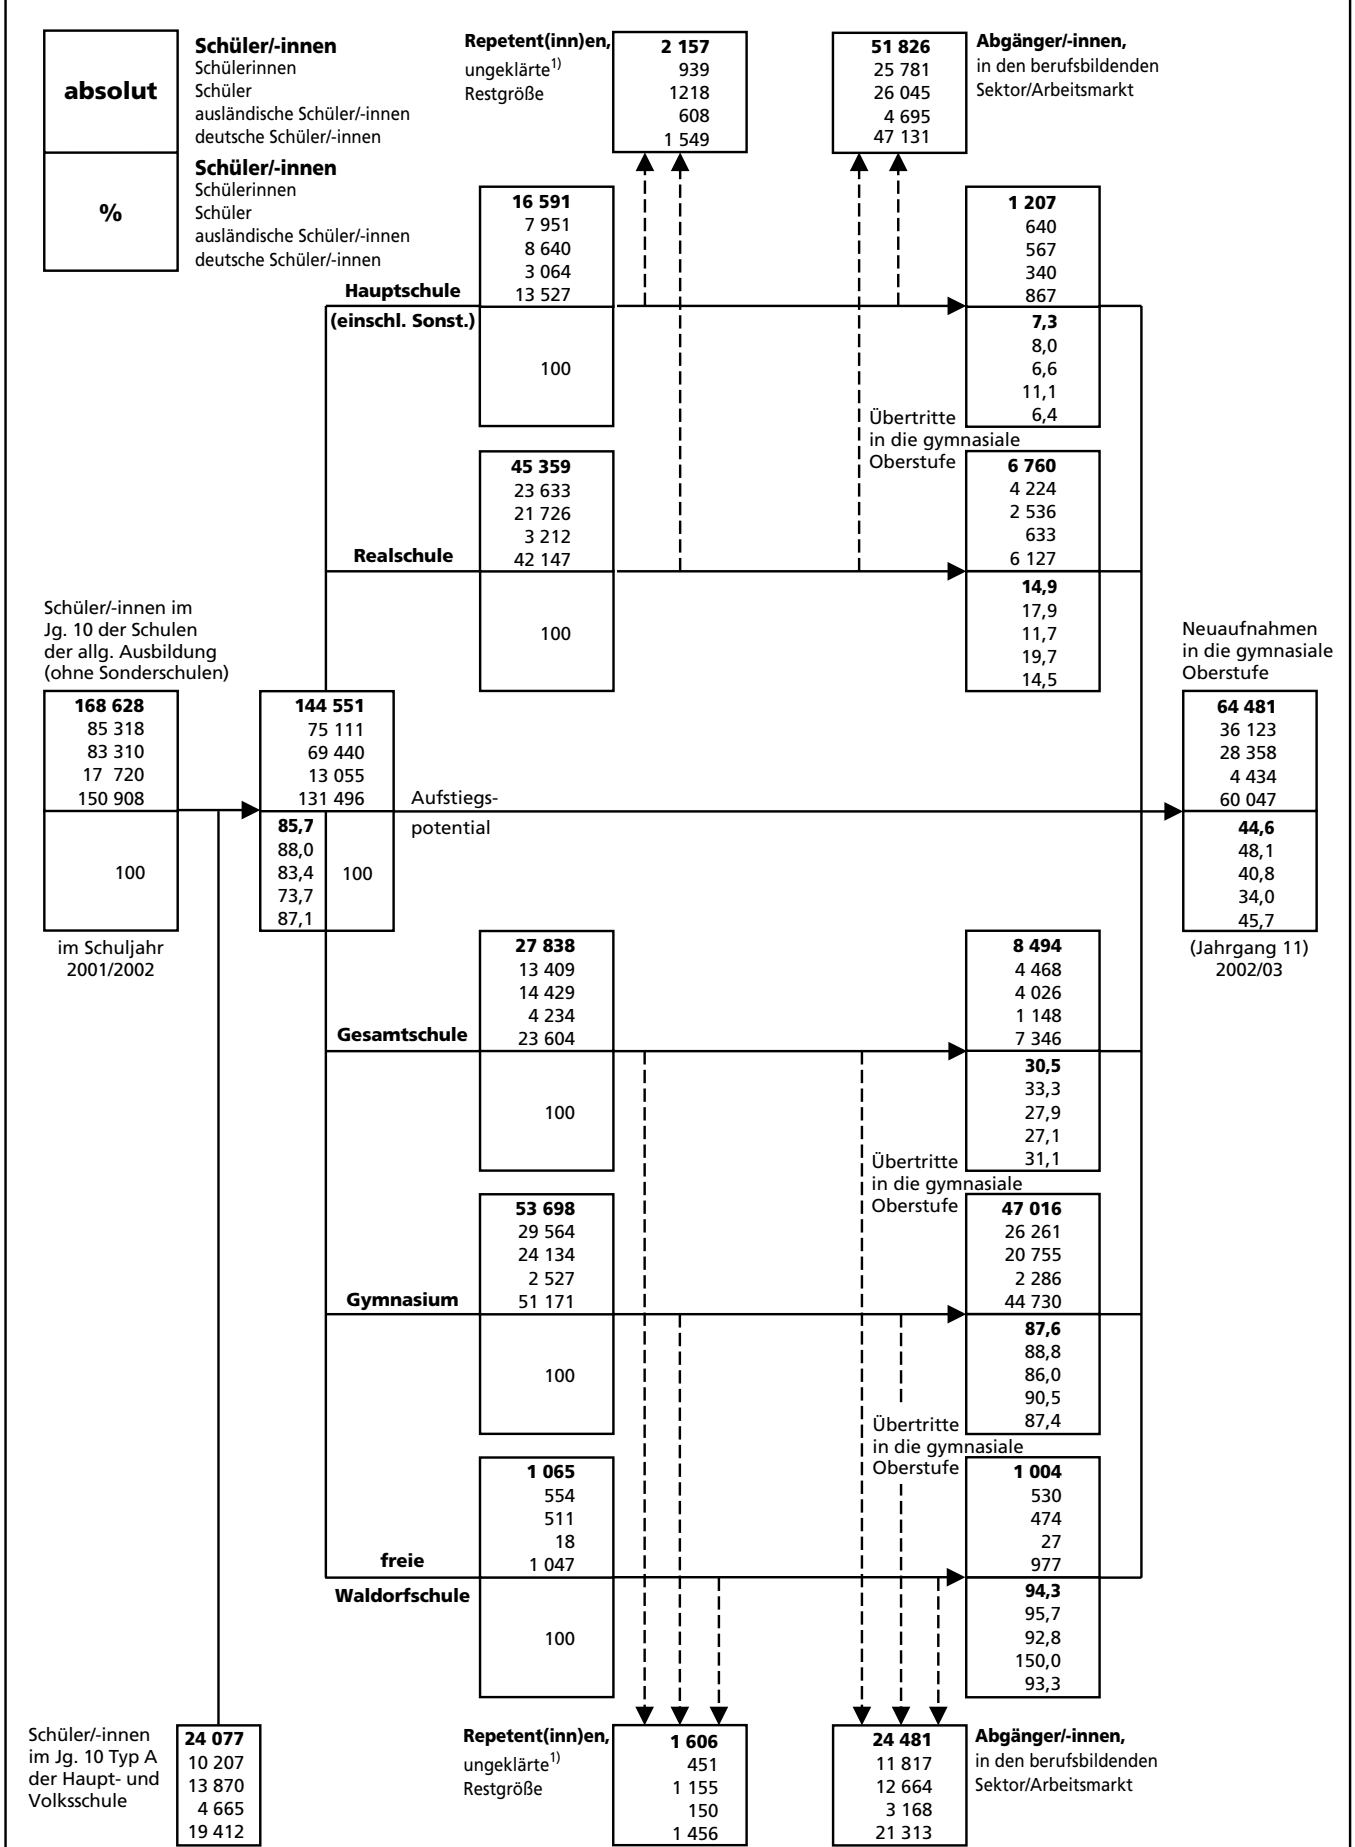 absolut
Schüler/-innen
Schülerinnen
Schüler
ausländische Schüler/-innen
deutsche Schüler/-innen
%
Schüler/-innen
Schülerinnen
Schüler
ausländische Schüler/-innen
deutsche Schüler/-innen
Repetent(inn)en,
ungeklärte1)
Restgröße
2 157
939
1218
608
1 549
51 826
25 781
26 045
4 695
47 131
Abgänger/-innen,
in den berufsbildenden
Sektor/Arbeitsmarkt
Hauptschule
(einschl. Sonst.)
16 591
7 951
8 640
3 064
13 527
100
1 207
640
567
340
867
7,3
8,0
6,6
11,1
6,4
Übertritte
in die gymnasiale
Oberstufe
Realschule
45 359
23 633
21 726
3 212
42 147
100
6 760
4 224
2 536
633
6 127
14,9
17,9
11,7
19,7
14,5
Schüler/-innen im
Jg. 10 der Schulen
der allg. Ausbildung
(ohne Sonderschulen)
168 628
85 318
83 310
17 720
150 908
100
im Schuljahr
2001/2002
144 551
75 111
69 440
13 055
131 496
85,7
88,0
83,4
73,7
87,1
100
Aufstiegs-
potential
Neuaufnahmen
in die gymnasiale
Oberstufe
64 481
36 123
28 358
4 434
60 047
44,6
48,1
40,8
34,0
45,7
(Jahrgang 11)
2002/03
Gesamtschule
27 838
13 409
14 429
4 234
23 604
100
8 494
4 468
4 026
1 148
7 346
30,5
33,3
27,9
27,1
31,1
Übertritte
in die gymnasiale
Oberstufe
Gymnasium
53 698
29 564
24 134
2 527
51 171
100
47 016
26 261
20 755
2 286
44 730
87,6
88,8
86,0
90,5
87,4
Übertritte
in die gymnasiale
Oberstufe
freie
Waldorfschule
1 065
554
511
18
1 047
100
1 004
530
474
27
977
94,3
95,7
92,8
150,0
93,3
Schüler/-innen
im Jg. 10 Typ A
der Haupt- und
Volksschule
24 077
10 207
13 870
4 665
19 412
Repetent(inn)en,
ungeklärte1)
Restgröße
1 606
451
1 155
150
1 456
24 481
11 817
12 664
3 168
21 313
Abgänger/-innen,
in den berufsbildenden
Sektor/Arbeitsmarkt